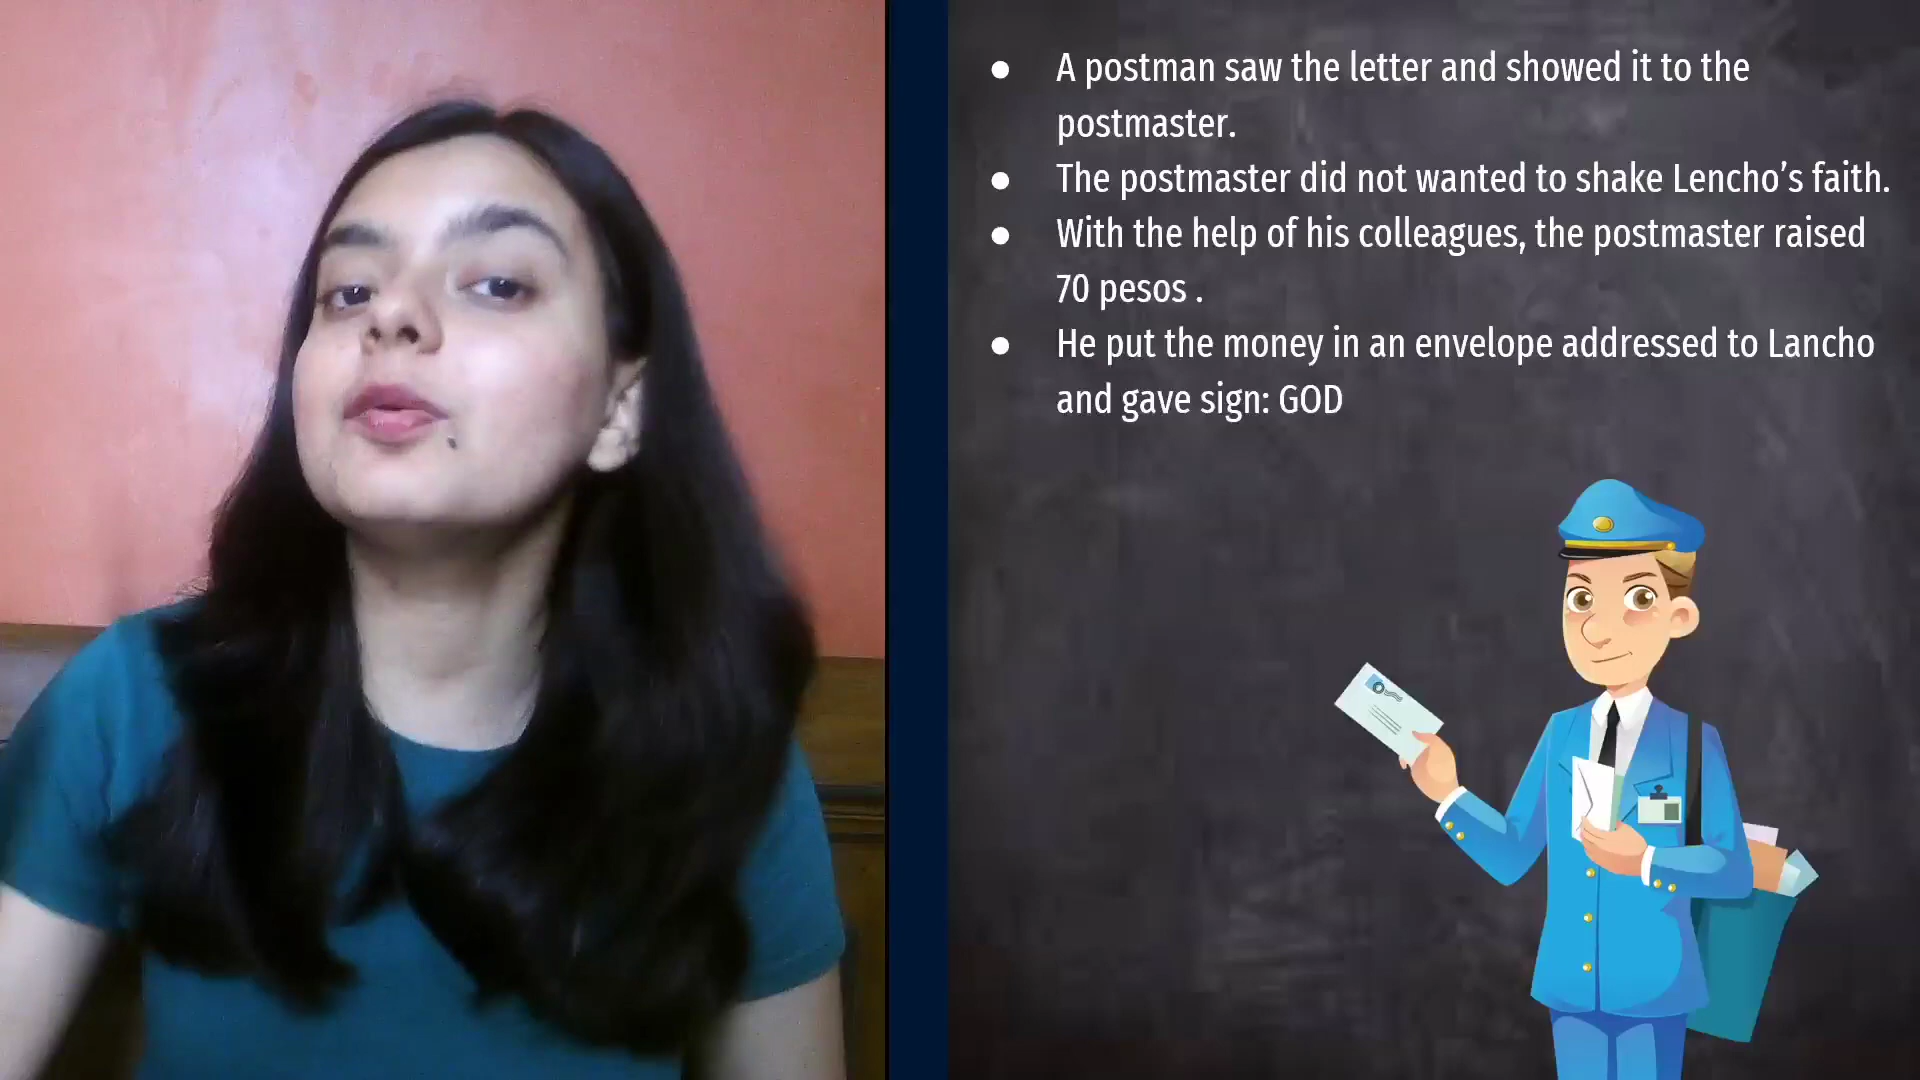 ● A postman saw the letter and showed it to the
postmaster.
● The postmaster did not wanted to shake Lencho’s faith.
● With the help of his colleagues, the postmaster raised
70 pesos .
● He put the money in an envelope addressed to Lancho
and gave sign: GOD